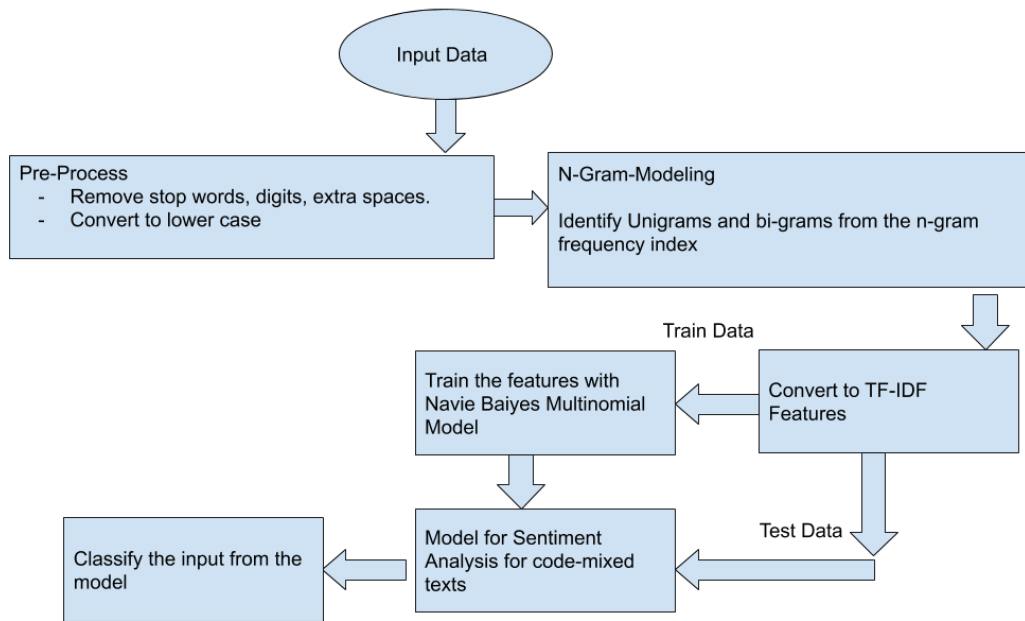 Input Data
Pre-Process
- Remove stop words, digits, extra spaces.
- Convert to lower case
N-Gram-Modeling
Identify Unigrams and bi-grams from the n-gram
frequency index
Train Data
Train the features with
Navie Baiyes Multinomial
Model
Convert to TF-IDF
Features
Test Data
Model for Sentiment
Analysis for code-mixed
texts
Classify the input from the
model